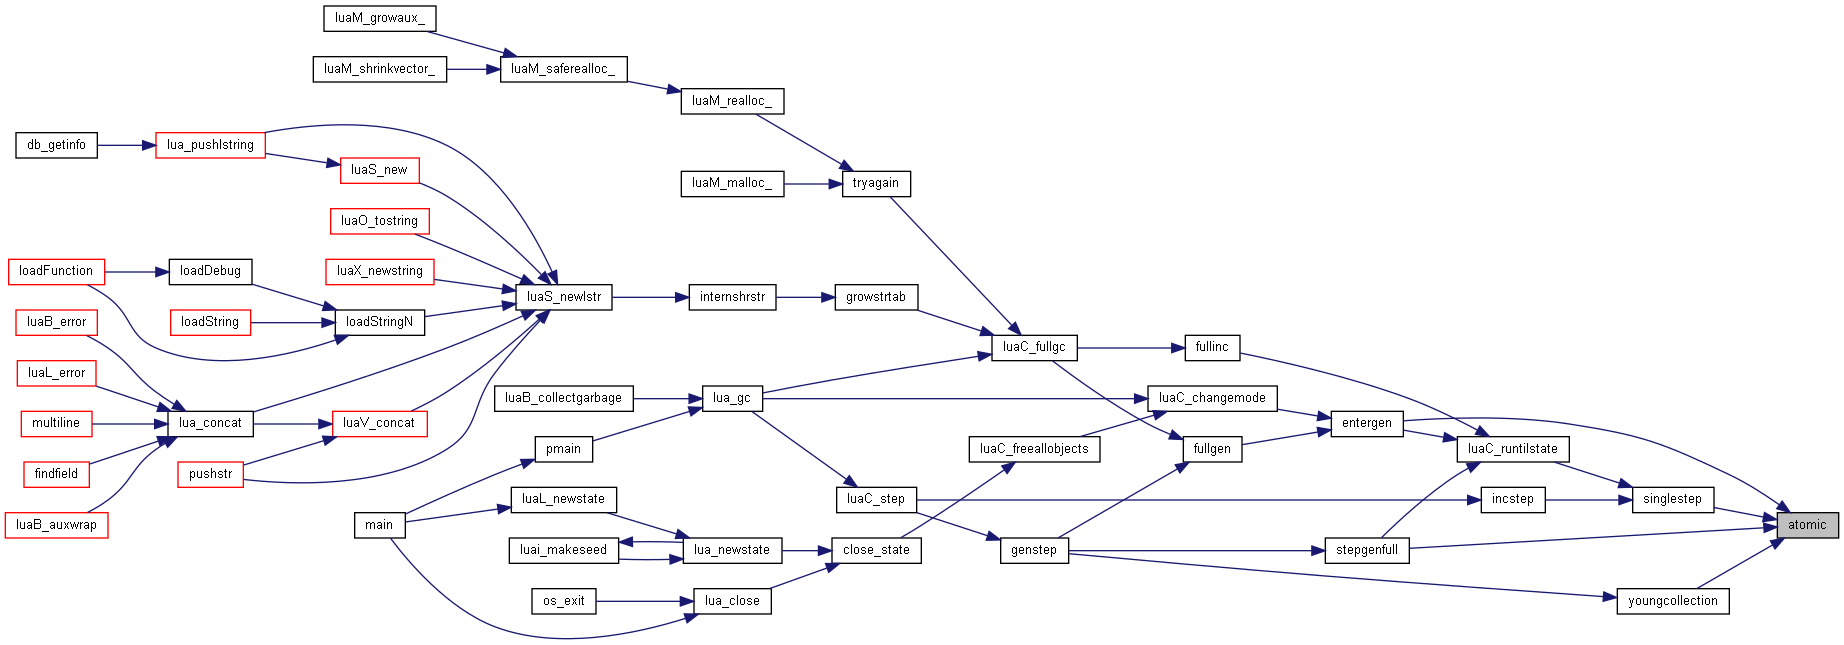 luaM_growaux_
luaM_shrinkvector_
luaM_saferealloc_
luaM_realloc_
db_getinfo
lua_pushlstring
luaS_new
luaM_malloc_
tryagain
luaO_tostring
loadFunction
loadDebug
luaX_newstring
luaS_newlstr
internshrstr
growstrtab
luaB_error
loadString
loadStringN
luaC_fullgc
fullinc
luaL_error
luaB_collectgarbage
lua_gc
luaC_changemode
multiline
lua_concat
luaV_concat
entergen
findfield
pushstr
pmain
luaC_freeallobjects
fullgen
luaC_runtilstate
luaB_auxwrap
main
luaL_newstate
luaC_step
incstep
singlestep
atomic
luai_makeseed
lua_newstate
close_state
genstep
stepgenfull
os_exit
lua_close
youngcollection